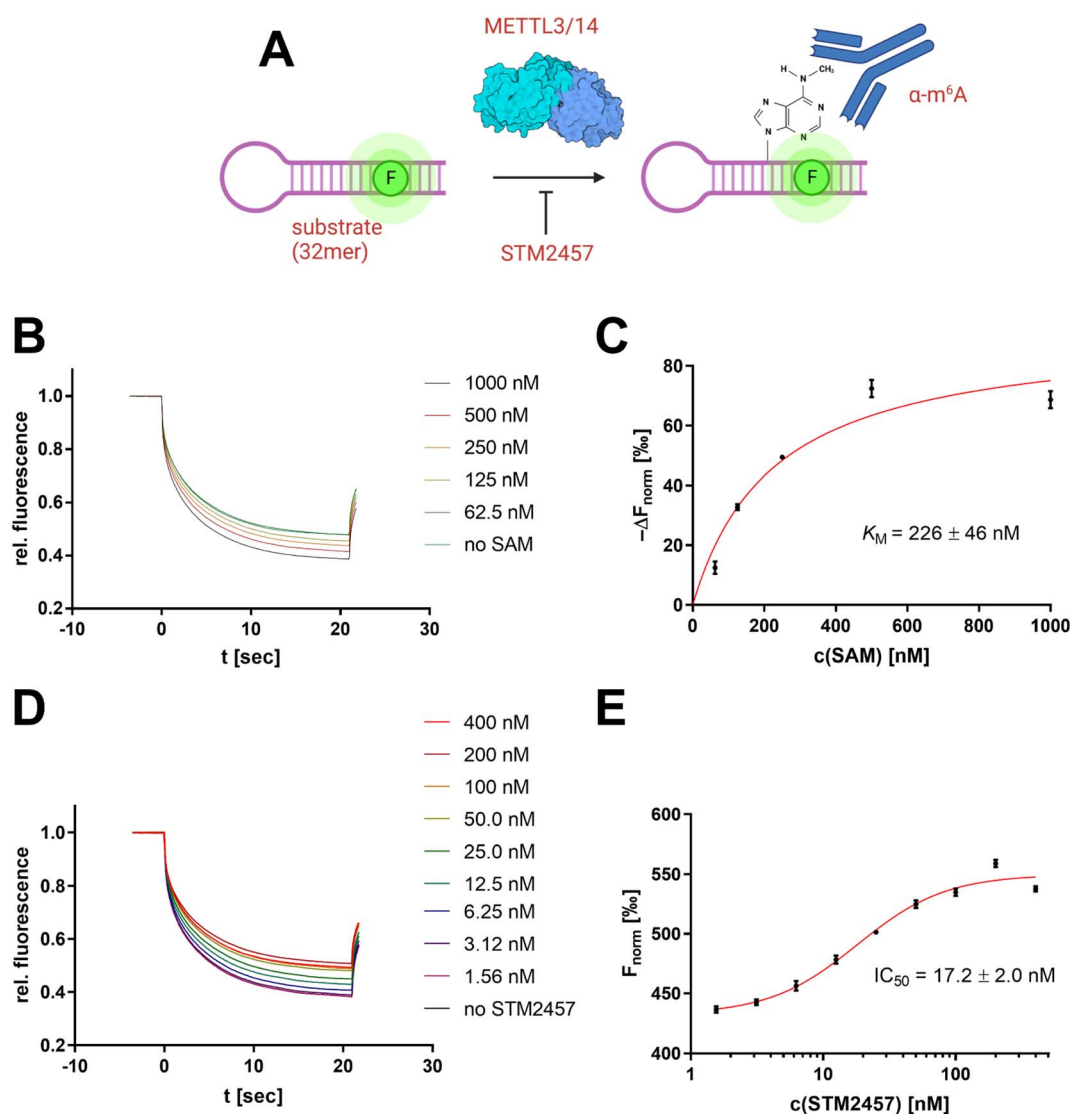 A
METTL3/14
H
N
CH₃
N
N
N
N
α-m⁶A
F
F
substrate
(32mer)
STM2457
B
rel. fluorescence
1.0
0.8
0.6
0.4
0.2
-10
0
10
20
30
t [sec]
1000 nM
500 nM
250 nM
125 nM
62.5 nM
no SAM
C
−ΔFnorm [‰]
80
60
40
20
0
0
200
400
600
800
1000
c(SAM) [nM]
KM = 226 ± 46 nM
D
rel. fluorescence
1.0
0.8
0.6
0.4
0.2
-10
0
10
20
30
t [sec]
400 nM
200 nM
100 nM
50.0 nM
25.0 nM
12.5 nM
6.25 nM
3.12 nM
1.56 nM
no STM2457
E
Fnorm [‰]
600
550
500
450
400
1
10
100
c(STM2457) [nM]
IC50 = 17.2 ± 2.0 nM